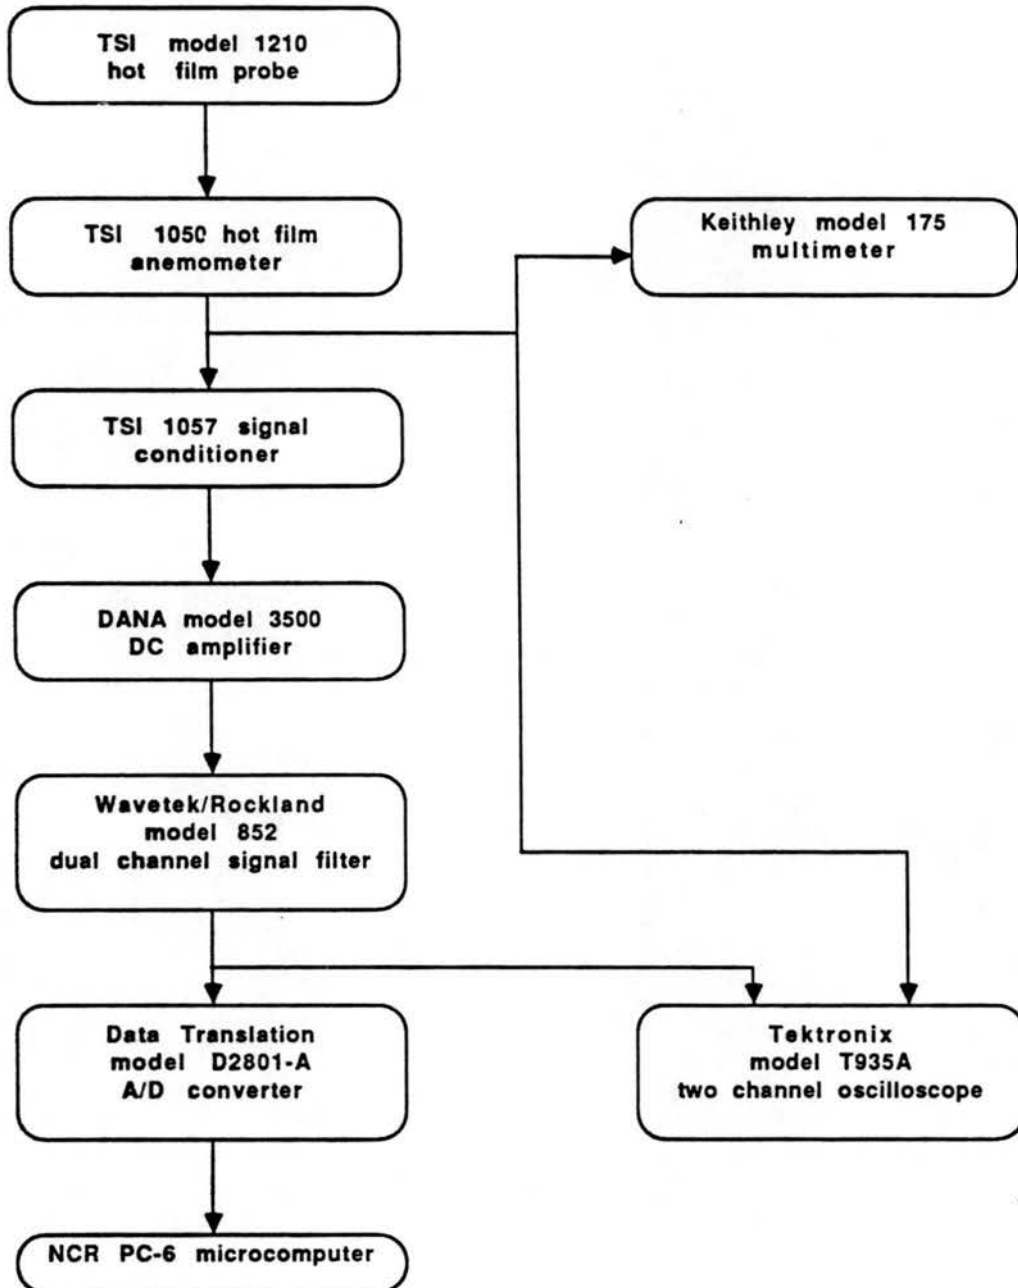 TSI model 1210
hot film probe
TSI 1050 hot film
anemometer
Keithley model 175
multimeter
TSI 1057 signal
conditioner
DANA model 3500
DC amplifier
Wavetek/Rockland
model 852
dual channel signal filter
Data Translation
model D2801-A
A/D converter
Tektronix
model T935A
two channel oscilloscope
NCR PC-6 microcomputer